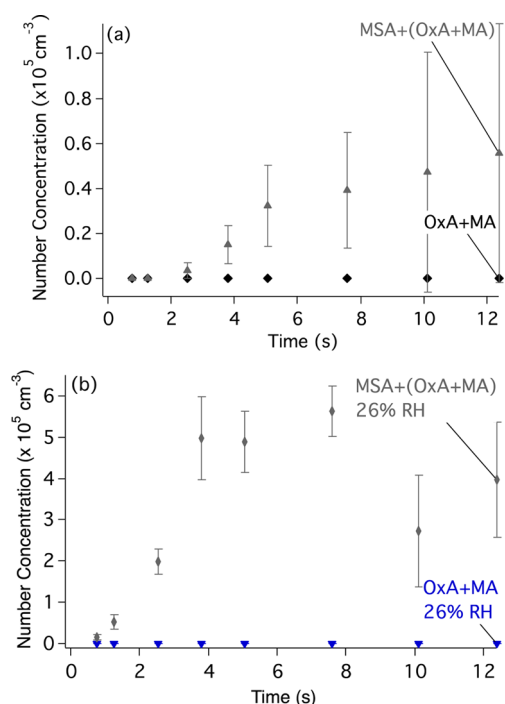 (a)
MSA+(OxA+MA)
OxA+MA
Number Concentration (x10⁵ cm⁻³)
1.0
0.8
0.6
0.4
0.2
0.0
0 2 4 6 8 10 12
Time (s)
(b)
MSA+(OxA+MA)
26% RH
OxA+MA
26% RH
Number Concentration (x 10⁵ cm⁻³)
6
5
4
3
2
1
0
0 2 4 6 8 10 12
Time (s)